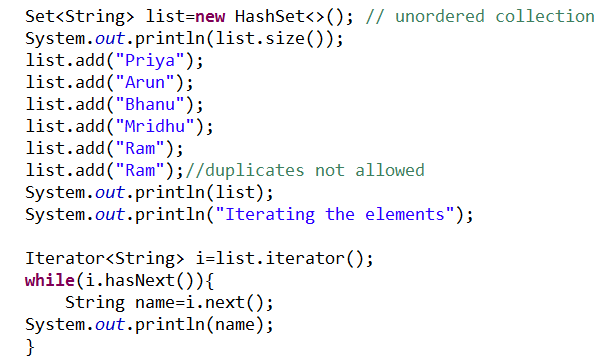 Set<String> list=new HashSet<>(); // unordered collection
System.out.println(list.size());
list.add("Priya");
list.add("Arun");
list.add("Bhanu");
list.add("Mridhu");
list.add("Ram");
list.add("Ram");//duplicates not allowed
System.out.println(list);
System.out.println("Iterating the elements");
Iterator<String> i=list.iterator();
while(i.hasNext()){
String name=i.next();
System.out.println(name);
}